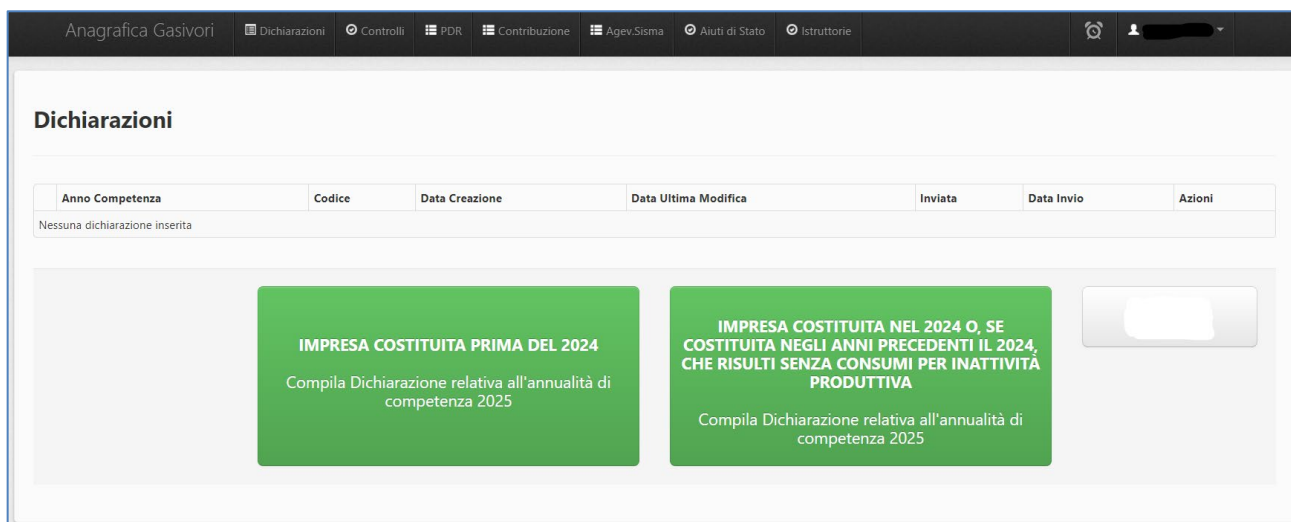 Anagrafica Gasivori Dichiarazioni Controlli PDR Contribuzione Agev.Sisma Aiuti di Stato Istruttorie
Dichiarazioni
Anno Competenza Codice Data Creazione Data Ultima Modifica Inviata Data Invio Azioni
Nessuna dichiarazione inserita
IMPRESA COSTITUITA PRIMA DEL 2024
Compila Dichiarazione relativa all'annualità di
competenza 2025
IMPRESA COSTITUITA NEL 2024 O, SE
COSTITUITA NEGLI ANNI PRECEDENTI IL 2024,
CHE RISULTI SENZA CONSUMI PER INATTIVITÀ
PRODUTTIVA
Compila Dichiarazione relativa all'annualità di
competenza 2025